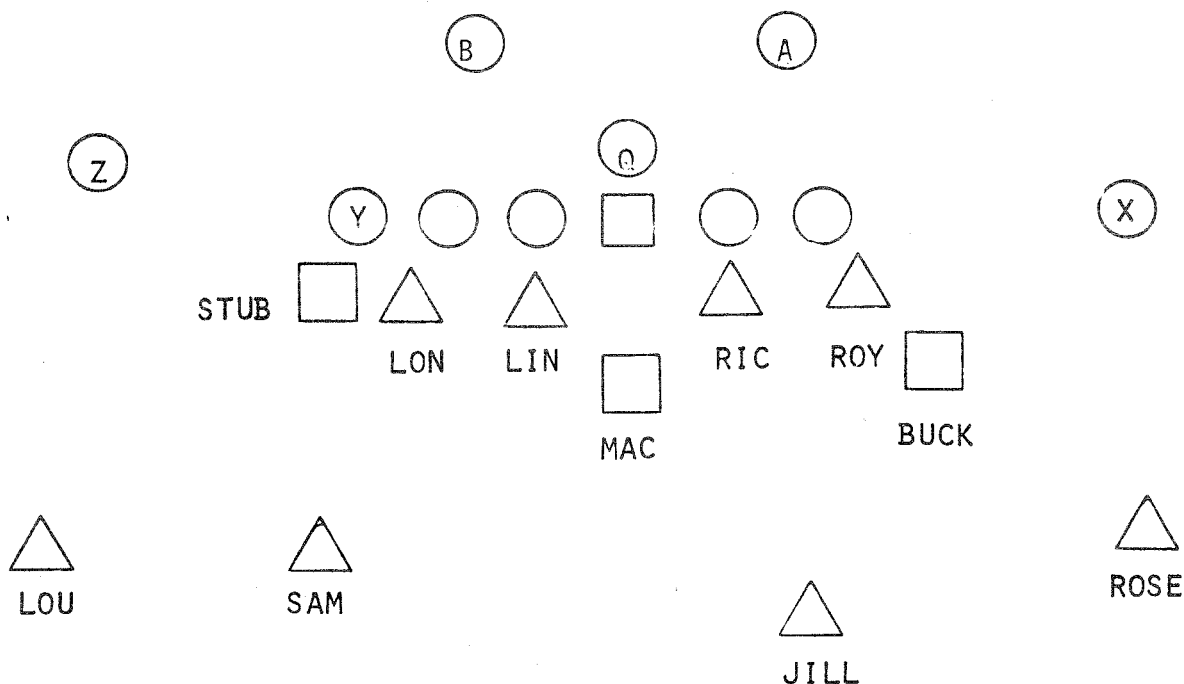 B A
Z Q
Y X
STUB
LON LIN RIC ROY
MAC BUCK
LOU SAM ROSE
JILL